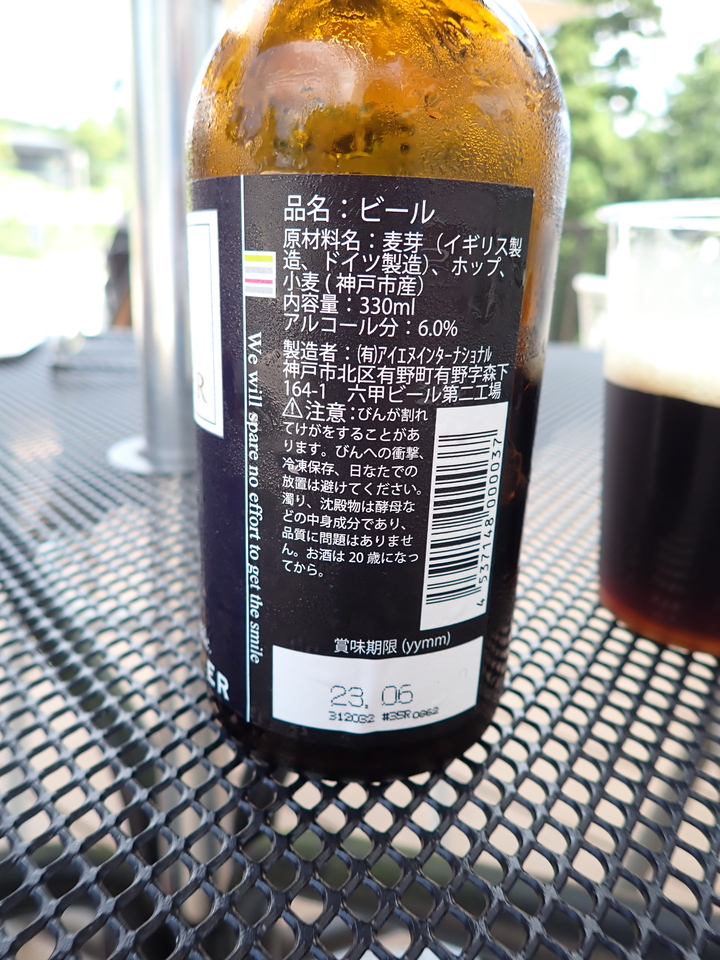 品名：ビール
原材料名：麦芽（イギリス製
造、ドイツ製造）、ホップ、
小麦（神戸市産）
内容量：330ml
アルコール分：6.0%
製造者：(有)アイエヌインターナショナル
神戸市北区有野町有野字森下
164-1　六甲ビール第二工場
⚠注意：びんが割れ
てけがをすることがあ
ります。びんへの衝撃、
冷凍保存、日なたでの
放置は避けてください。
濁り、沈殿物は酵母な
どの中身成分であり、
品質に問題はありませ
ん。お酒は20歳になっ
てから。
4 537148 000037
賞味期限 (yymm)
23. 06
312032 #35R0862
We will spare no effort to get the smile
R
ER